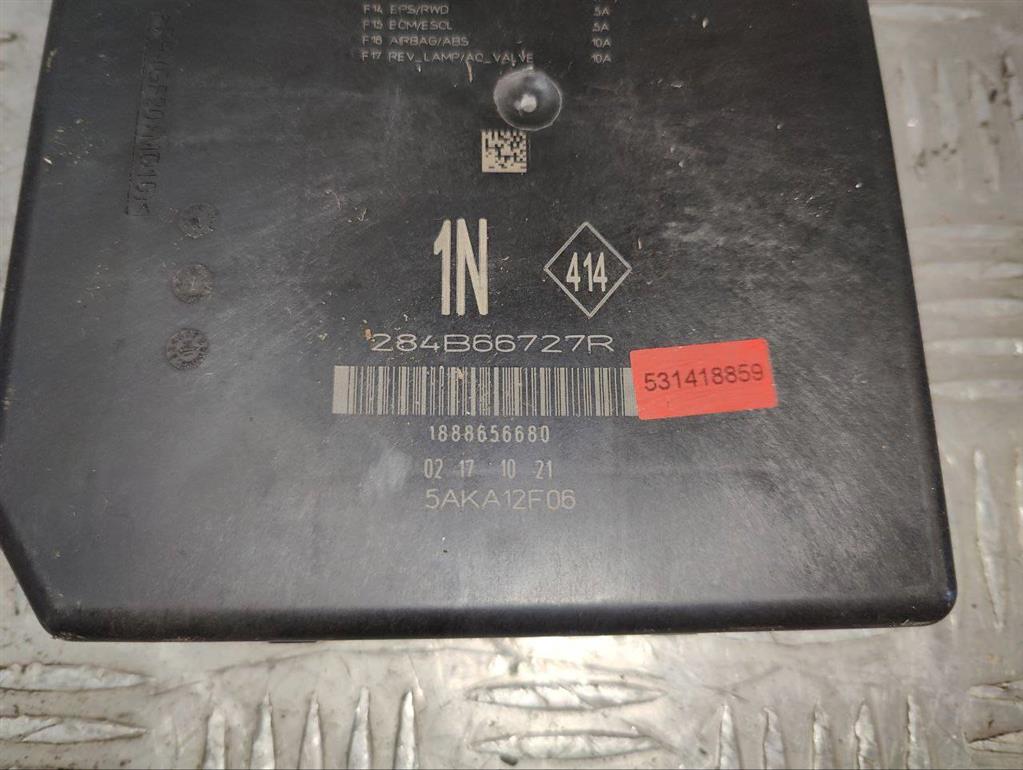 F14 EPS/RWD 5A
F15 BCM/ESCL 5A
F16 AIRBAG/ABS 10A
F17 REV_LAMP/AC_VALVE 10A
1N
414
284B66727R
531418859
1888656680
02 17 10 21
5AKA12F06